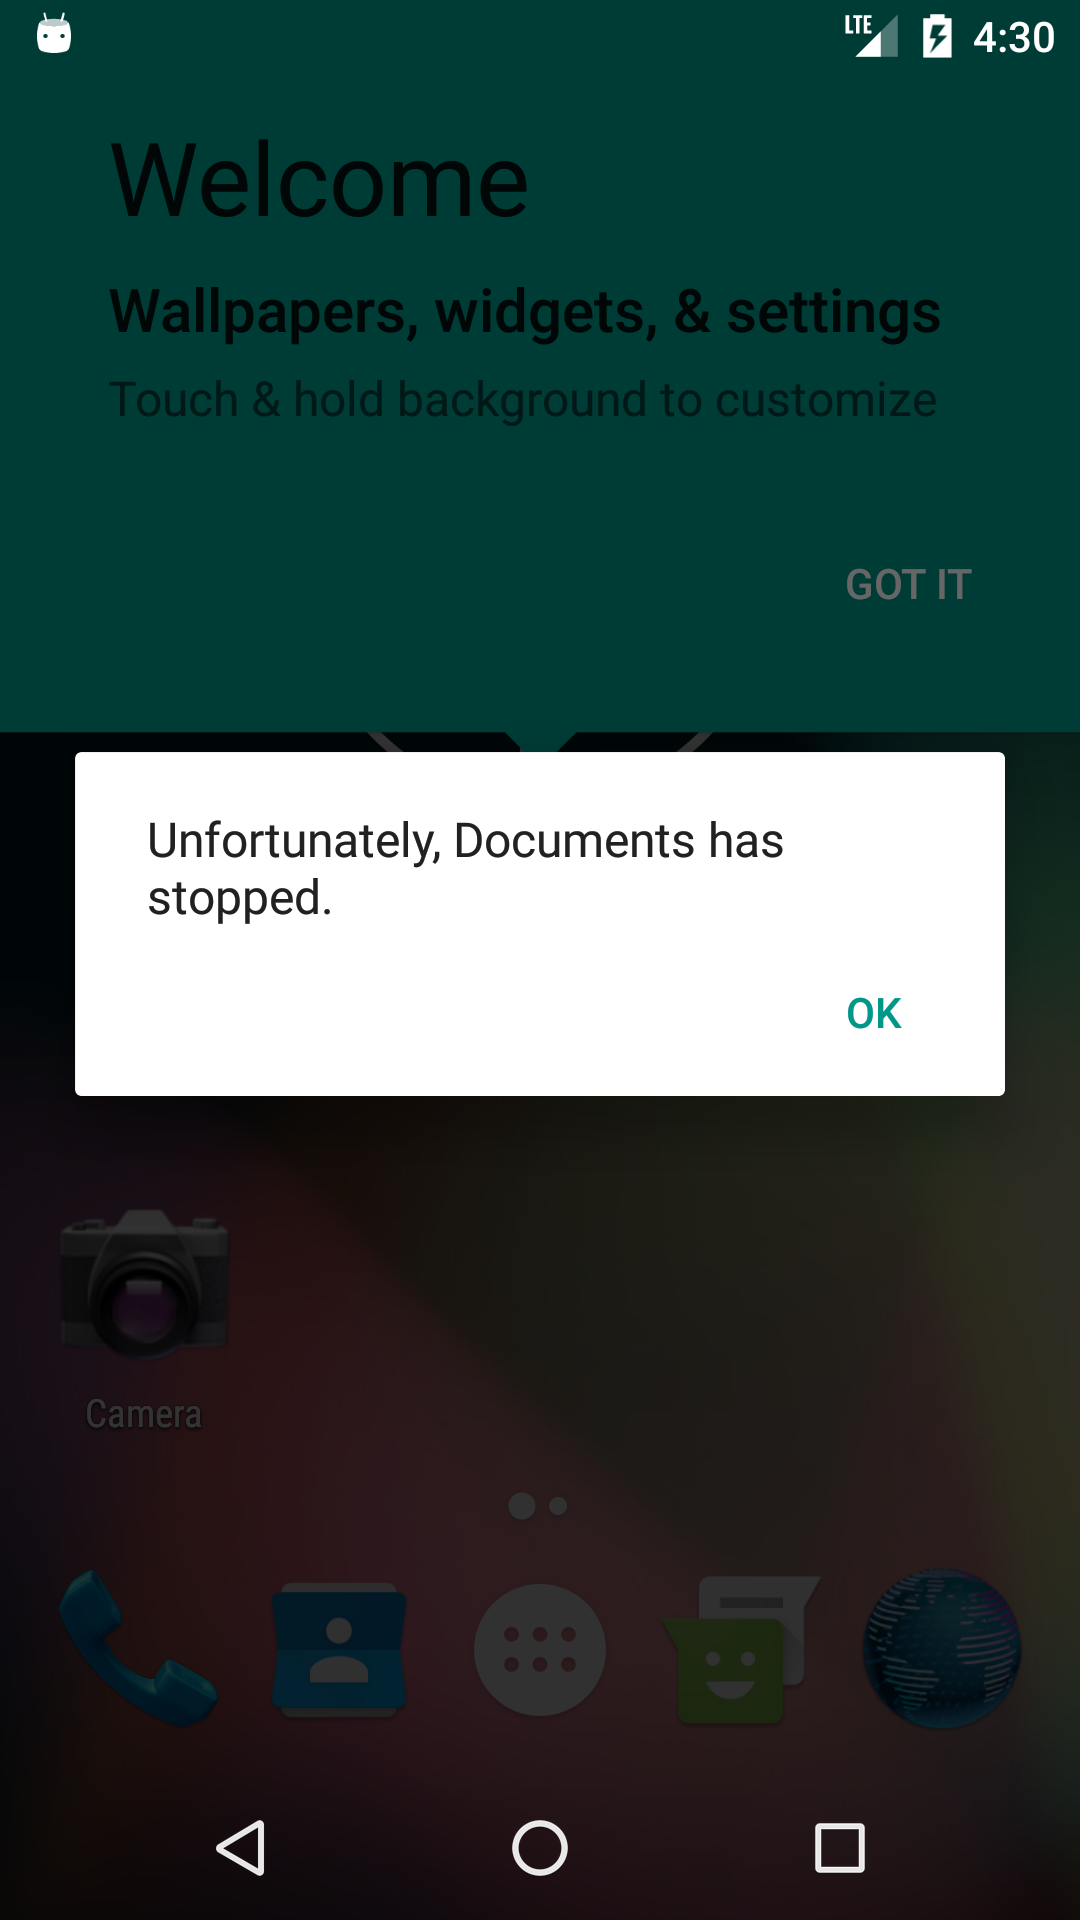 LTE 4:30
Welcome
Wallpapers, widgets, & settings
Touch & hold background to customize
GOT IT
Unfortunately, Documents has
stopped.
OK
Camera